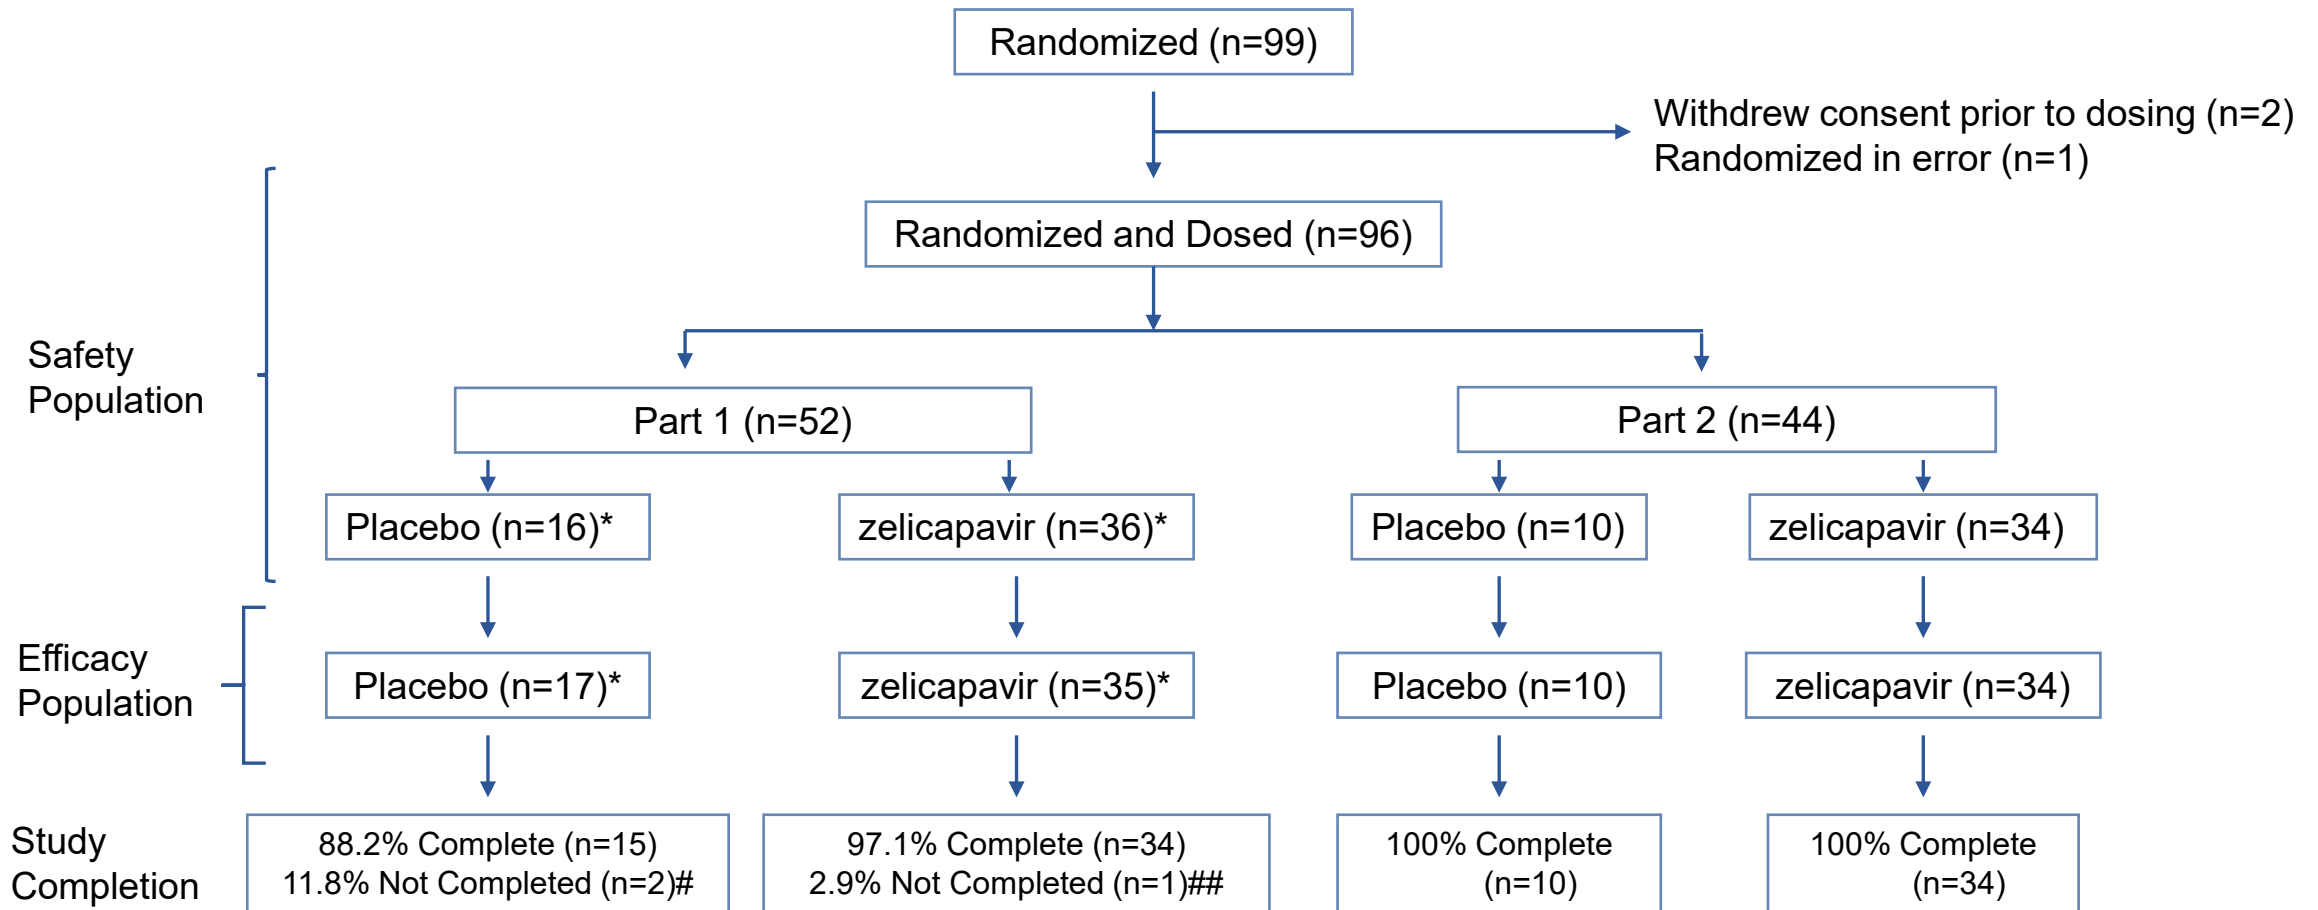 Randomized (n=99)
Withdrew consent prior to dosing (n=2)
Randomized in error (n=1)
Randomized and Dosed (n=96)
Safety
Population
Part 1 (n=52)
Part 2 (n=44)
Placebo (n=16)*
zelicapavir (n=36)*
Placebo (n=10)
zelicapavir (n=34)
Efficacy
Population
Placebo (n=17)*
zelicapavir (n=35)*
Placebo (n=10)
zelicapavir (n=34)
Study
Completion
88.2% Complete (n=15)
11.8% Not Completed (n=2)#
97.1% Complete (n=34)
2.9% Not Completed (n=1)##
100% Complete
(n=10)
100% Complete
(n=34)